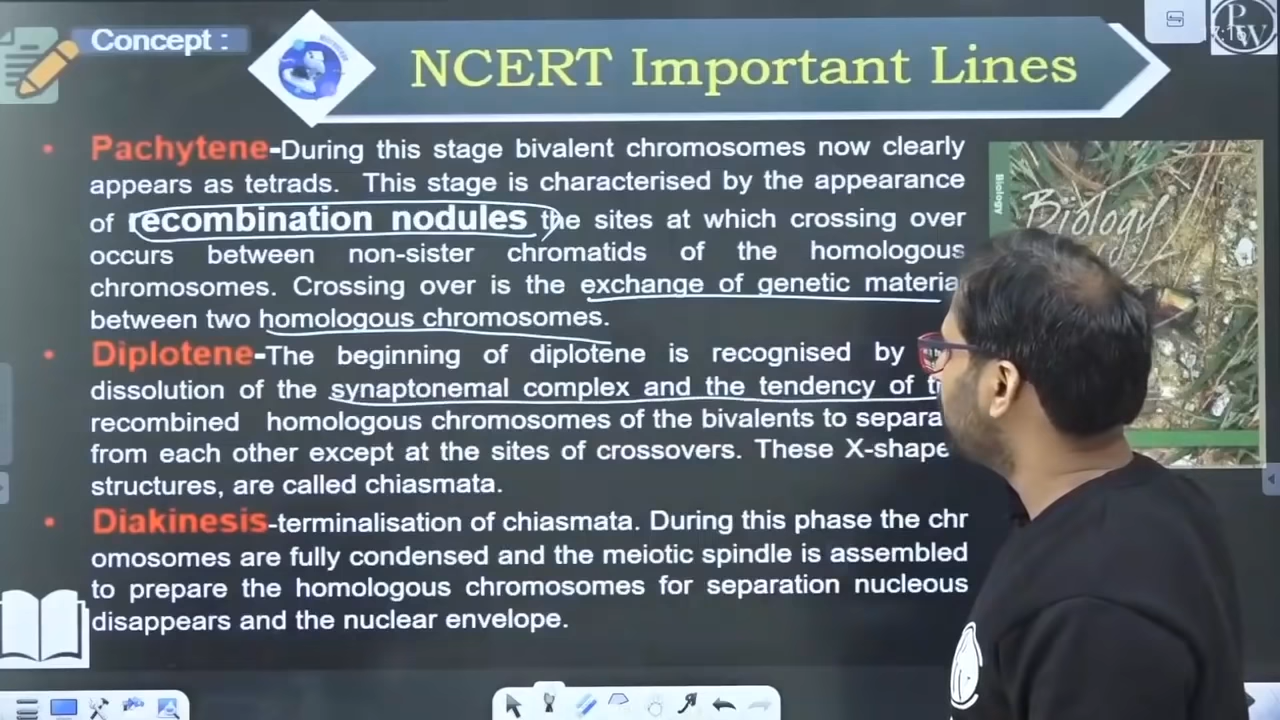 Concept :
NCERT Important Lines
PW
• Pachytene-During this stage bivalent chromosomes now clearly
appears as tetrads. This stage is characterised by the appearance
of recombination nodules the sites at which crossing over
occurs between non-sister chromatids of the homologous
chromosomes. Crossing over is the exchange of genetic materia
between two homologous chromosomes.
• Diplotene-The beginning of diplotene is recognised by
dissolution of the synaptonemal complex and the tendency of
recombined homologous chromosomes of the bivalents to separa
from each other except at the sites of crossovers. These X-shape
structures, are called chiasmata.
• Diakinesis-terminalisation of chiasmata. During this phase the chr
omosomes are fully condensed and the meiotic spindle is assembled
to prepare the homologous chromosomes for separation nucleous
disappears and the nuclear envelope.
Biology
Biology